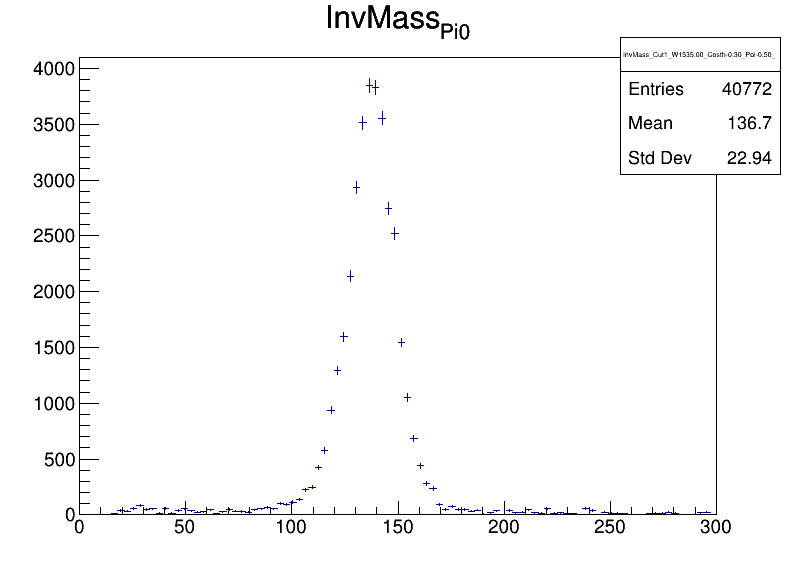 InvMassPi0
InvMass_Cut1_W1535.00_Costh-0.30_Pol-0.50_
Entries 40772
Mean 136.7
Std Dev 22.94
4000
3500
3000
2500
2000
1500
1000
500
0
0 50 100 150 200 250 300